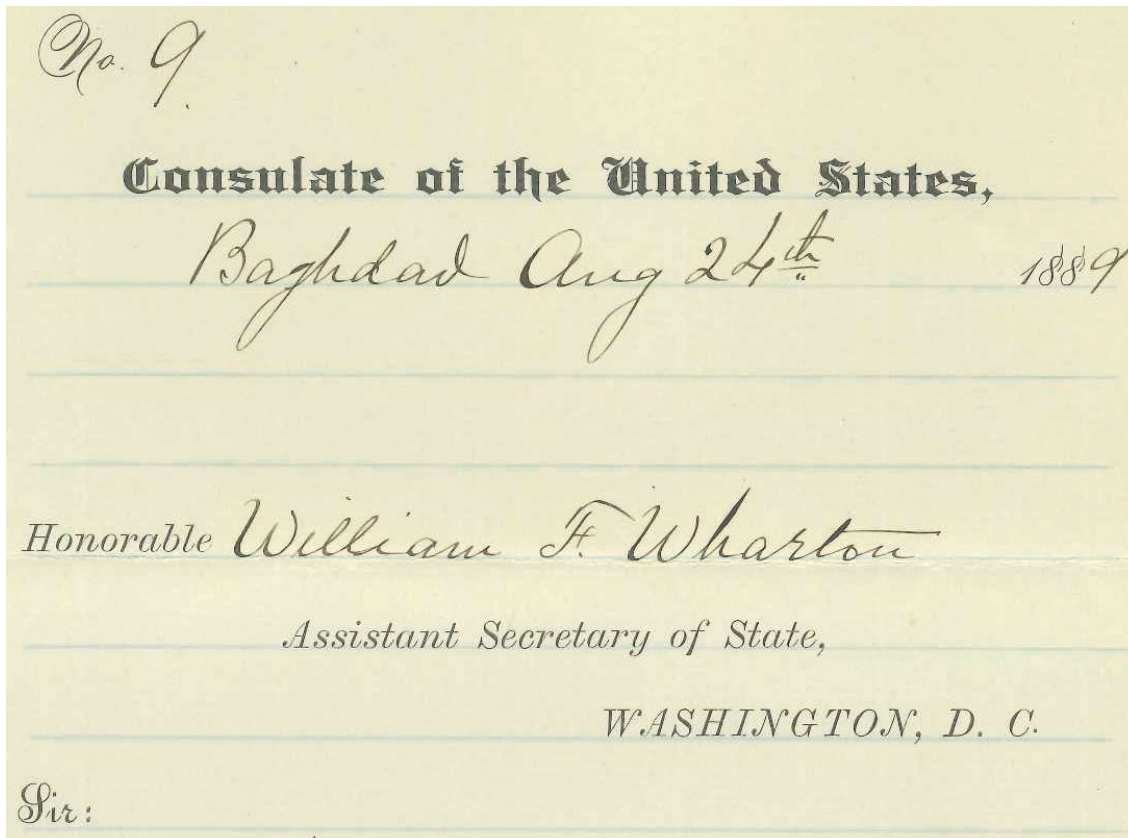 No. 9.
Consulate of the United States,
Baghdad Aug 24th 1889
Honorable William F. Wharton
Assistant Secretary of State,
WASHINGTON, D. C.
Sir: